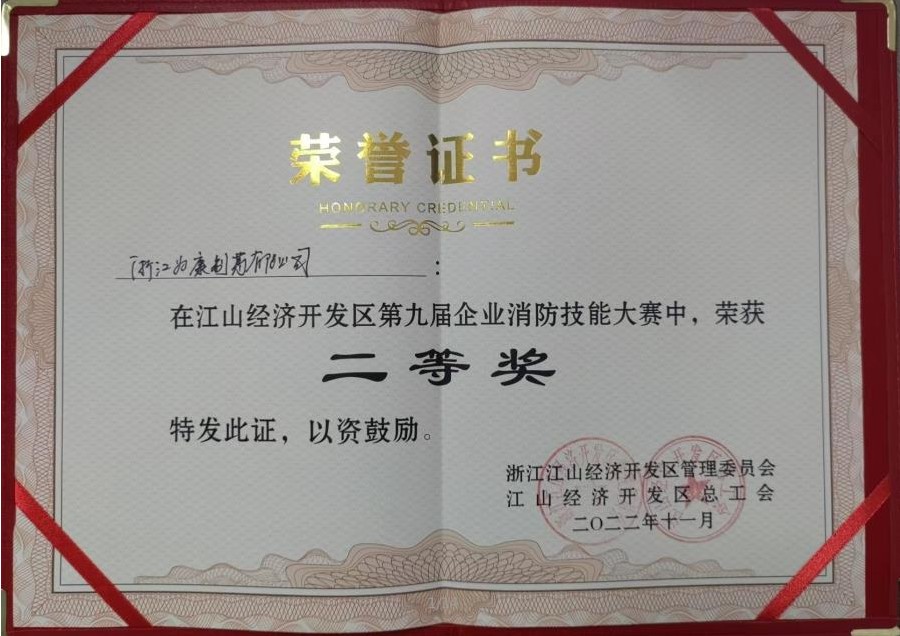 荣誉证书
HONORARY CREDENTIAL
浙江为康制药有限公司：
在江山经济开发区第九届企业消防技能大赛中，荣获
二等奖
特发此证，以资鼓励。
浙江江山经济开发区管理委员会
江山经济开发区总工会
二〇二二年十一月